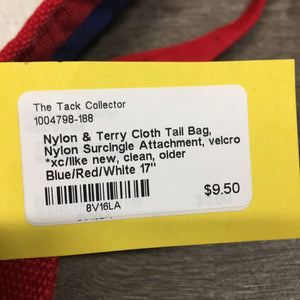 The Tack Collector
1004798-188
Nylon & Terry Cloth Tail Bag,
Nylon Surcingle Attachment, velcro
*xc/like new, clean, older
Blue/Red/White 17"
$9.50
8V16LA